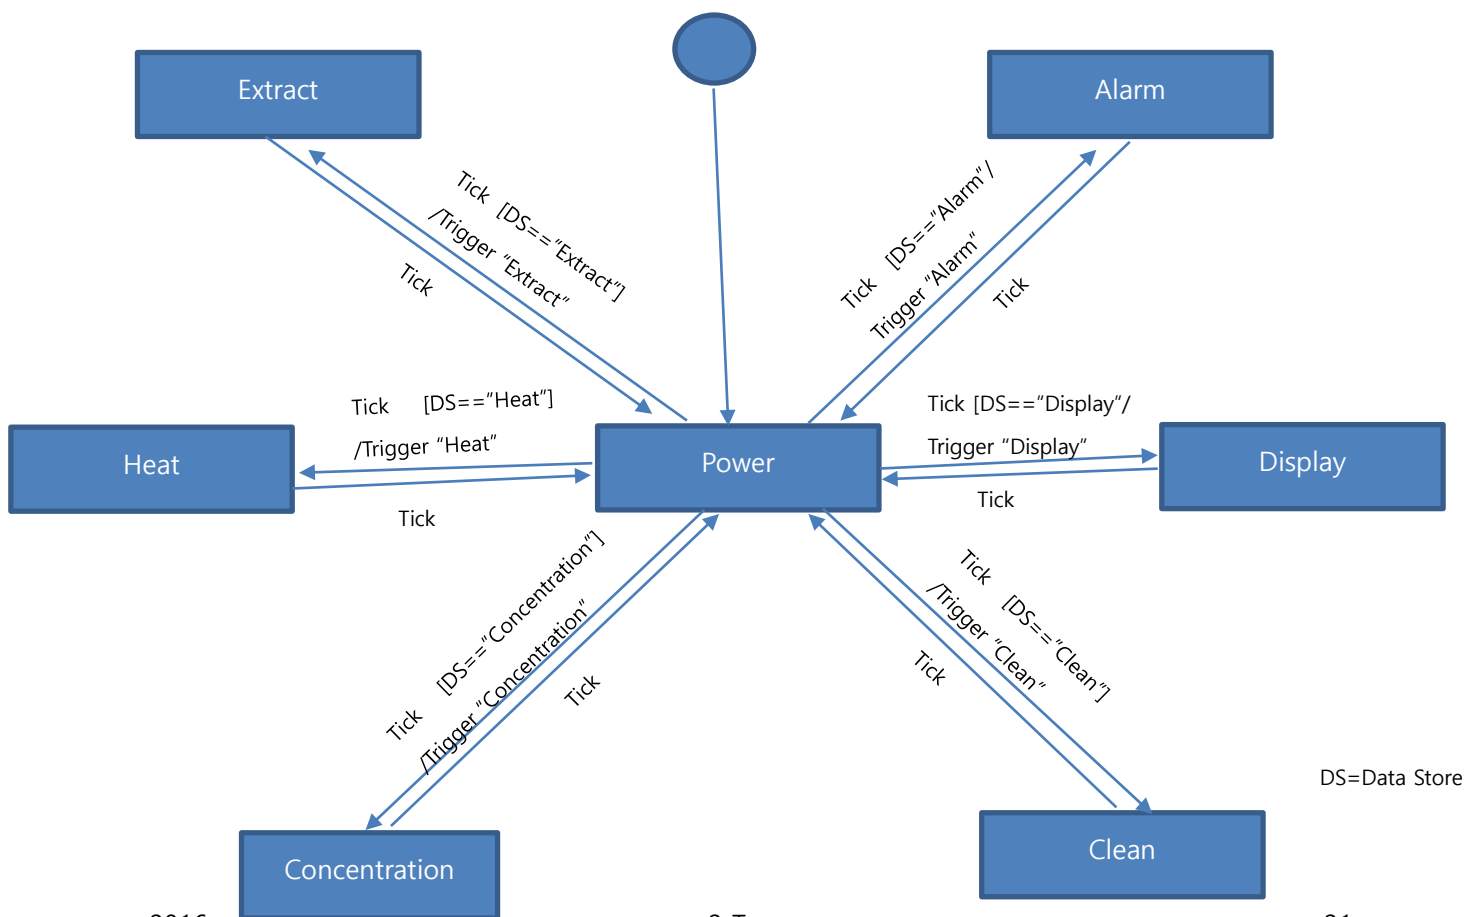 Extract
Alarm
Tick [DS=="Extract"]
/Trigger "Extract"
Tick
Tick [DS=="Alarm"/
Trigger "Alarm"
Tick
Tick [DS=="Heat"]
/Trigger "Heat"
Tick [DS=="Display"/
Trigger "Display"
Heat
Power
Display
Tick
Tick
Tick [DS=="Concentration"]
/Trigger "Concentration"
Tick
Tick [DS=="Clean"]
/Trigger "Clean"
Tick
DS=Data Store
Concentration
Clean